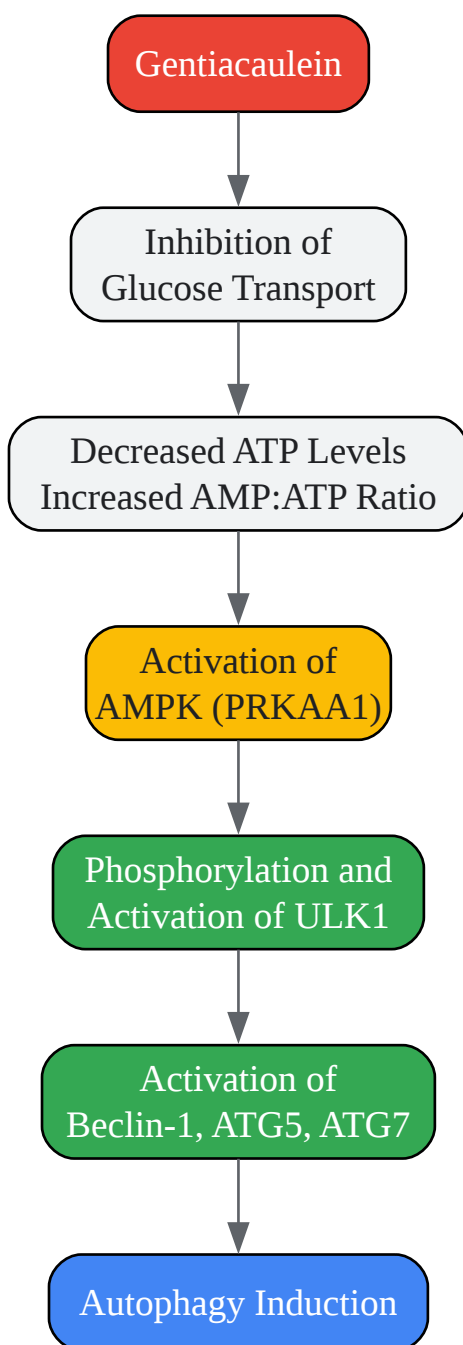 Gentiacaulein
Inhibition of
Glucose Transport
Decreased ATP Levels
Increased AMP:ATP Ratio
Activation of
AMPK (PRKAA1)
Phosphorylation and
Activation of ULK1
Activation of
Beclin-1, ATG5, ATG7
Autophagy Induction